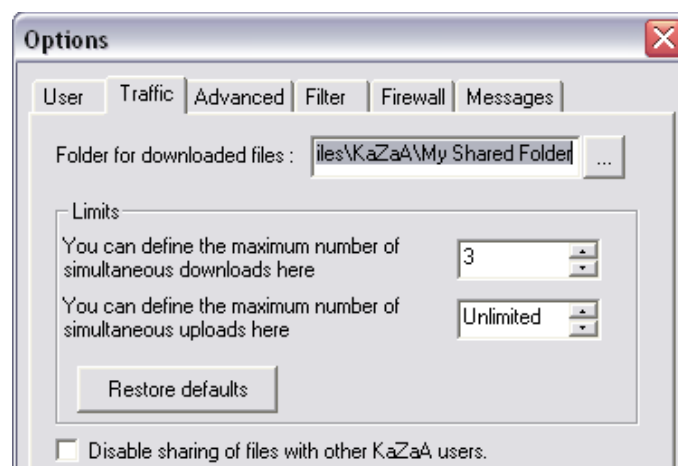 Options
User Traffic Advanced Filter Firewall Messages
Folder for downloaded files : iles\KaZaA\My Shared Folder ...
Limits
You can define the maximum number of
simultaneous downloads here
3
You can define the maximum number of
simultaneous uploads here
Unlimited
Restore defaults
Disable sharing of files with other KaZaA users.